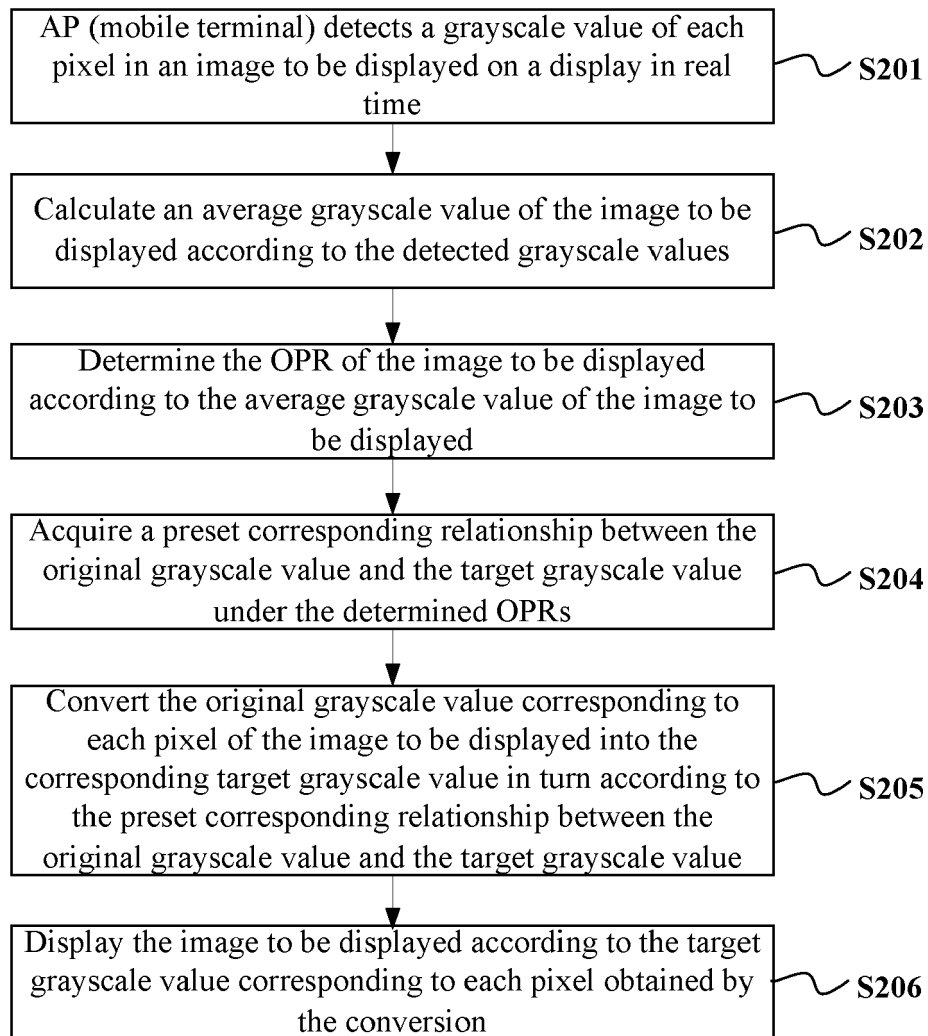 AP (mobile terminal) detects a grayscale value of each
pixel in an image to be displayed on a display in real
time
S201
Calculate an average grayscale value of the image to be
displayed according to the detected grayscale values
S202
Determine the OPR of the image to be displayed
according to the average grayscale value of the image to
be displayed
S203
Acquire a preset corresponding relationship between the
original grayscale value and the target grayscale value
under the determined OPRs
S204
Convert the original grayscale value corresponding to
each pixel of the image to be displayed into the
corresponding target grayscale value in turn according to
the preset corresponding relationship between the
original grayscale value and the target grayscale value
S205
Display the image to be displayed according to the target
grayscale value corresponding to each pixel obtained by
the conversion
S206